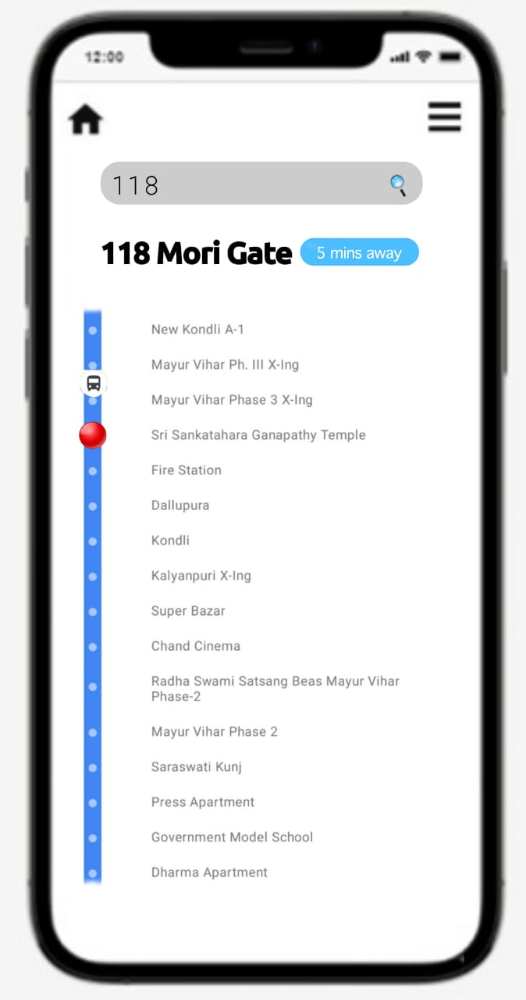 12:00
118
118 Mori Gate 5 mins away
New Kondli A-1
Mayur Vihar Ph. III X-Ing
Mayur Vihar Phase 3 X-Ing
Sri Sankatahara Ganapathy Temple
Fire Station
Dallupura
Kondli
Kalyanpuri X-Ing
Super Bazar
Chand Cinema
Radha Swami Satsang Beas Mayur Vihar
Phase-2
Mayur Vihar Phase 2
Saraswati Kunj
Press Apartment
Government Model School
Dharma Apartment